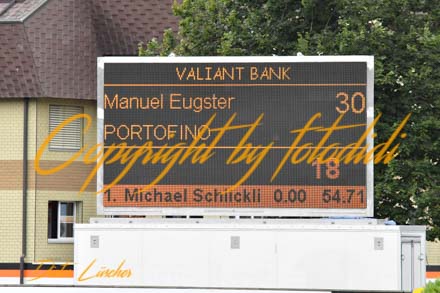 VALIANT BANK
Manuel Eugster 30
PORTOFINO
Copyright by fotodidi
18
1. Michael Schickli 0.00 54.71
Lüscher